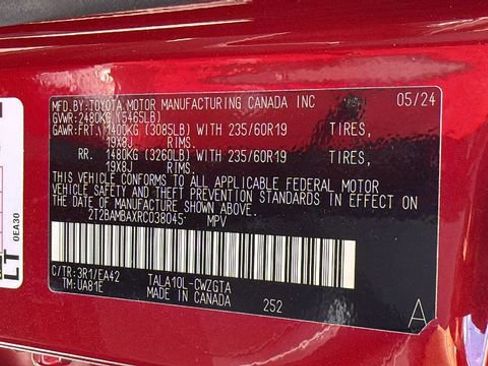 MFD.BY:TOYOTA MOTOR MANUFACTURING CANADA INC 05/24
GVWR:2480KG (5465LB)
GAWR:FRT. 1400KG (3085LB) WITH 235/60R19 TIRES,
19X8J RIMS.
RR. 1480KG (3260LB) WITH 235/60R19 TIRES,
19X8J RIMS.
THIS VEHICLE CONFORMS TO ALL APPLICABLE FEDERAL MOTOR
VEHICLE SAFETY AND THEFT PREVENTION STANDARDS IN EFFECT ON
THE DATE OF MANUFACTURE SHOWN ABOVE.
2T2BAMBAXRC038045 MPV
C/TR:3R1/EA42 TALA10L-CWZGTA
TM:UA81E MADE IN CANADA 252 A
LT
0EA30